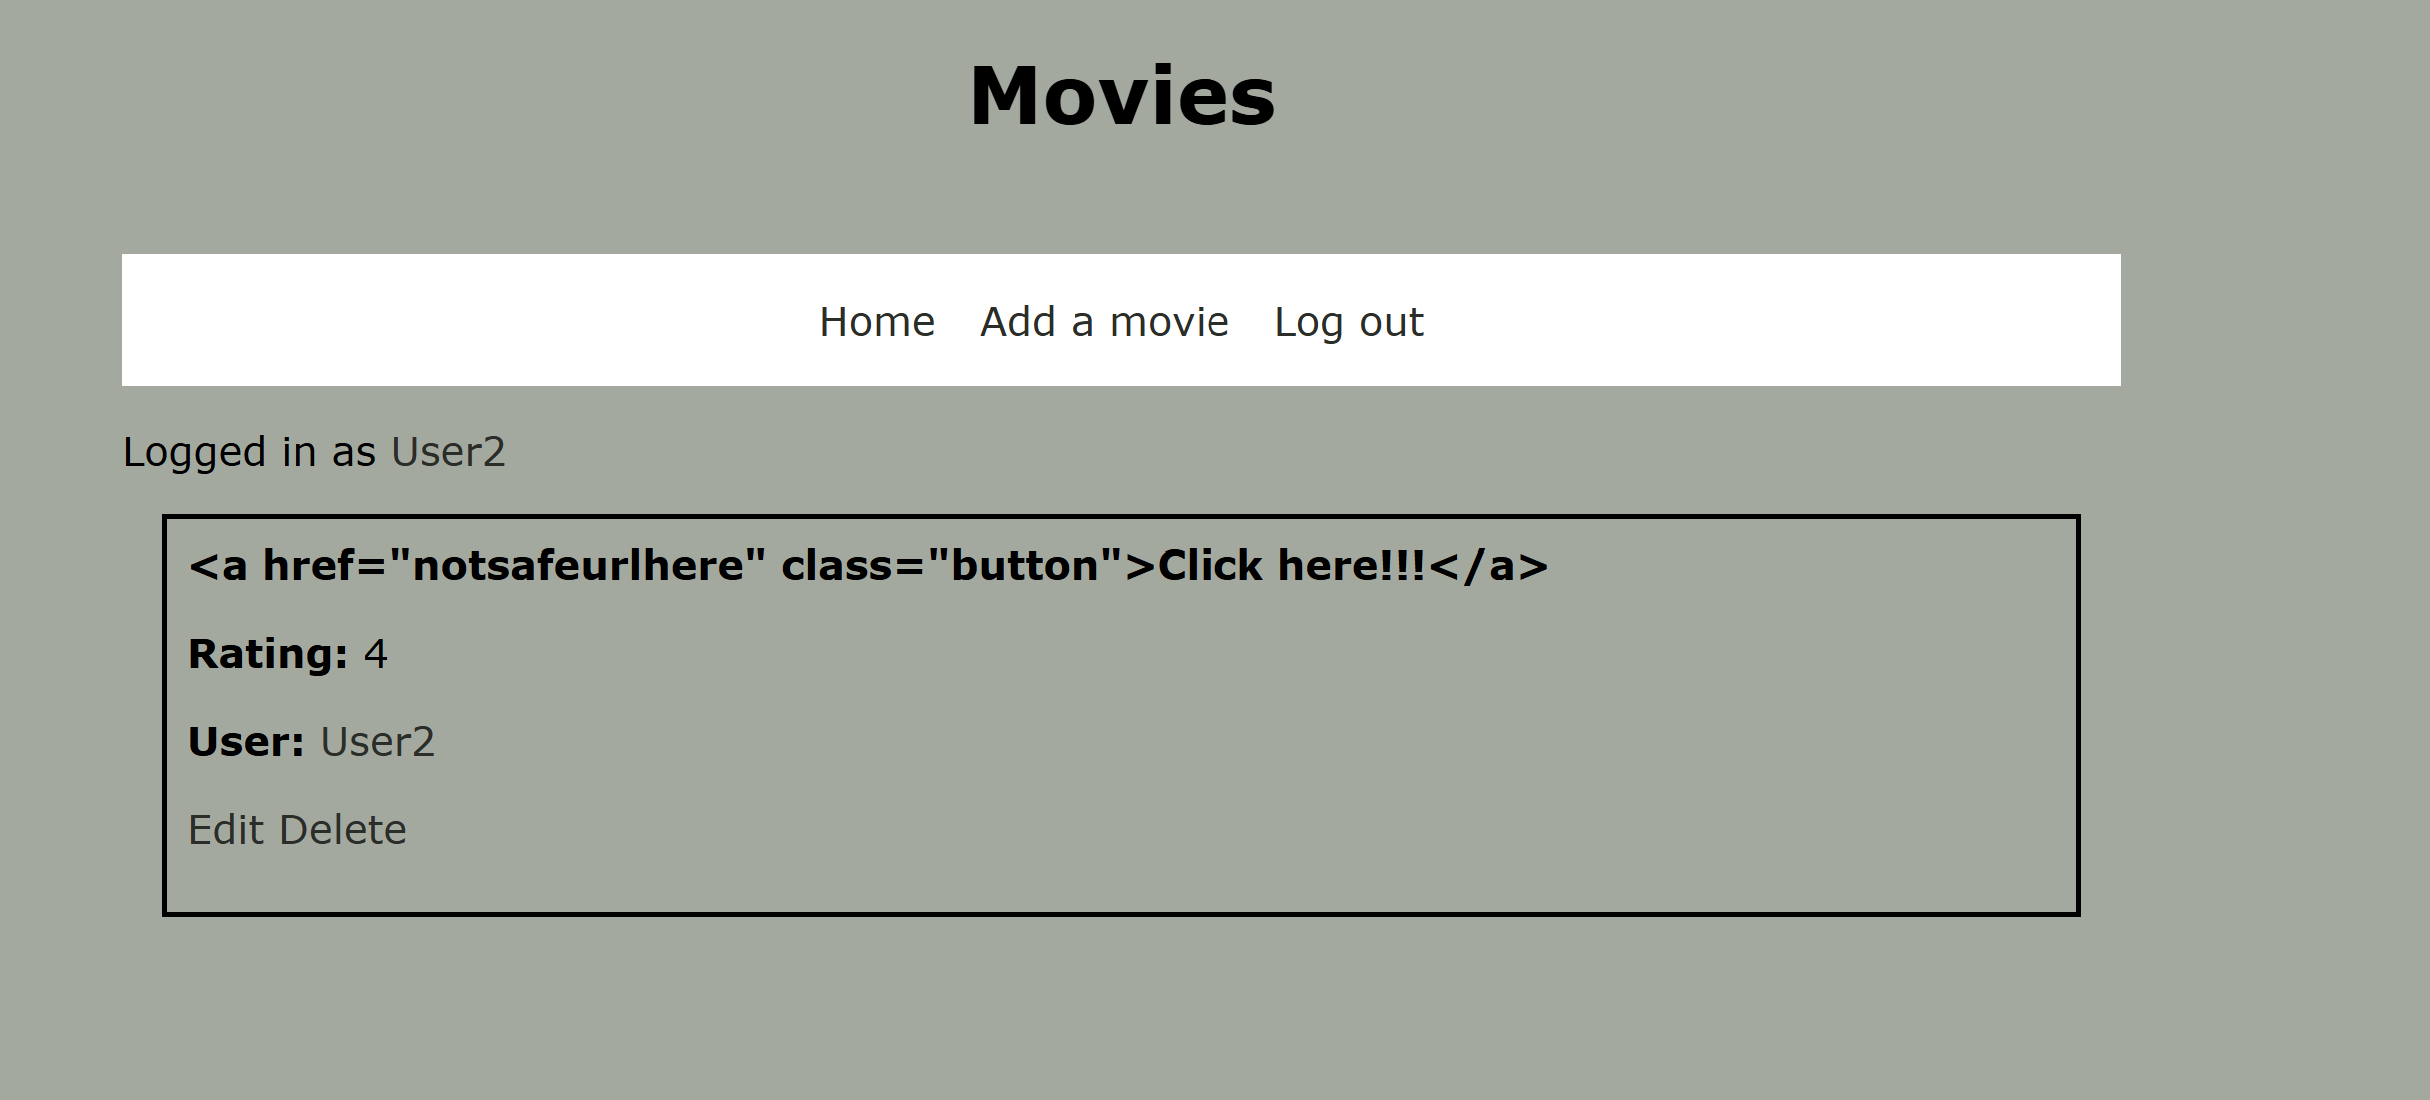 Movies
Home Add a movie Log out
Logged in as User2
<a href="notsafeurlhere" class="button">Click here!!!</a>
Rating: 4
User: User2
Edit Delete